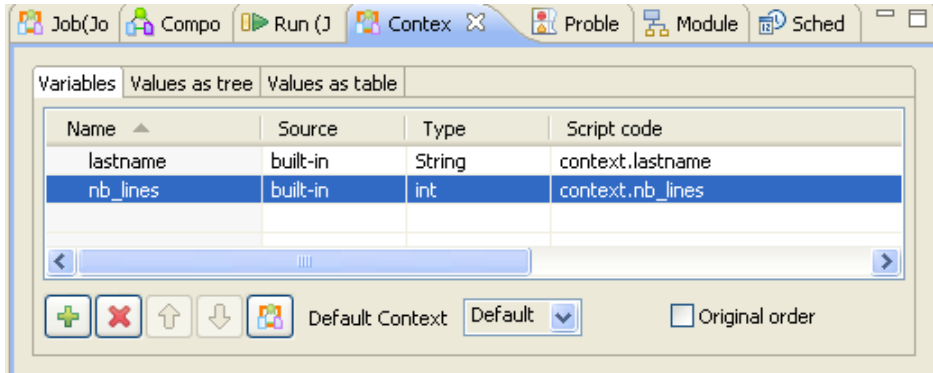 Job(Jo Compo Run (J Contex Proble Module Sched
Variables Values as tree Values as table
Name Source Type Script code
lastname built-in String context.lastname
nb_lines built-in int context.nb_lines
Default Context Default Original order